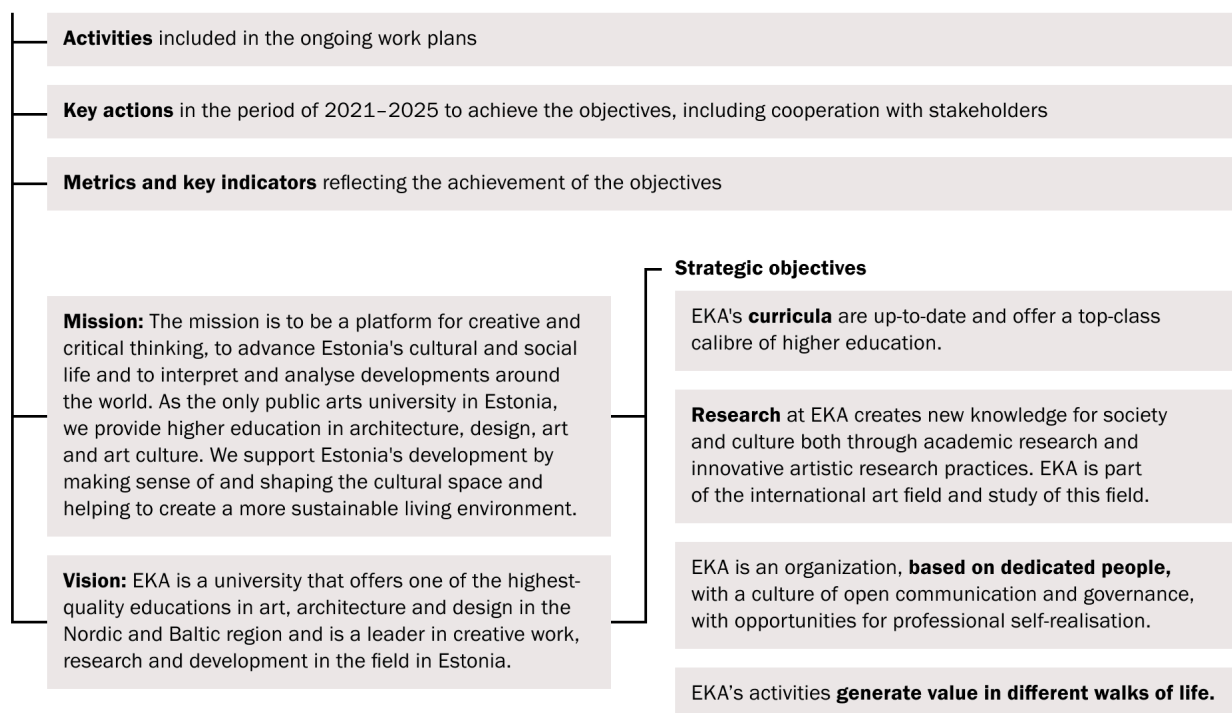 Activities included in the ongoing work plans
Key actions in the period of 2021–2025 to achieve the objectives, including cooperation with stakeholders
Metrics and key indicators reflecting the achievement of the objectives
Mission: The mission is to be a platform for creative and
critical thinking, to advance Estonia's cultural and social
life and to interpret and analyse developments around
the world. As the only public arts university in Estonia,
we provide higher education in architecture, design, art
and art culture. We support Estonia's development by
making sense of and shaping the cultural space and
helping to create a more sustainable living environment.
Vision: EKA is a university that offers one of the highest-
quality educations in art, architecture and design in the
Nordic and Baltic region and is a leader in creative work,
research and development in the field in Estonia.
Strategic objectives
EKA's curricula are up-to-date and offer a top-class
calibre of higher education.
Research at EKA creates new knowledge for society
and culture both through academic research and
innovative artistic research practices. EKA is part
of the international art field and study of this field.
EKA is an organization, based on dedicated people,
with a culture of open communication and governance,
with opportunities for professional self-realisation.
EKA’s activities generate value in different walks of life.